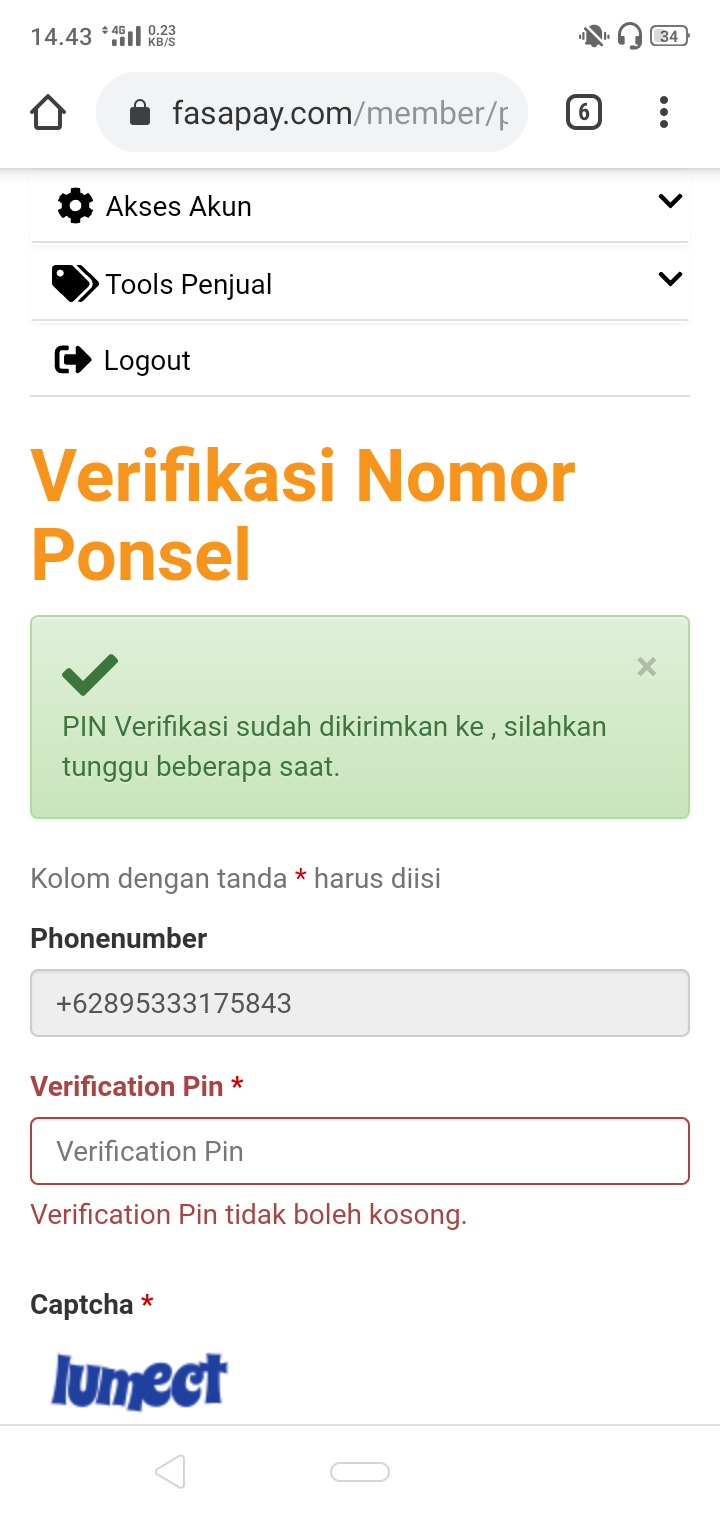 14.43 4G 0.23 KB/S 34
fasapay.com/member/p 6
Akses Akun
Tools Penjual
Logout
Verifikasi Nomor
Ponsel
PIN Verifikasi sudah dikirimkan ke , silahkan
tunggu beberapa saat.
Kolom dengan tanda * harus diisi
Phonenumber
+62895333175843
Verification Pin *
Verification Pin
Verification Pin tidak boleh kosong.
Captcha *
lumect